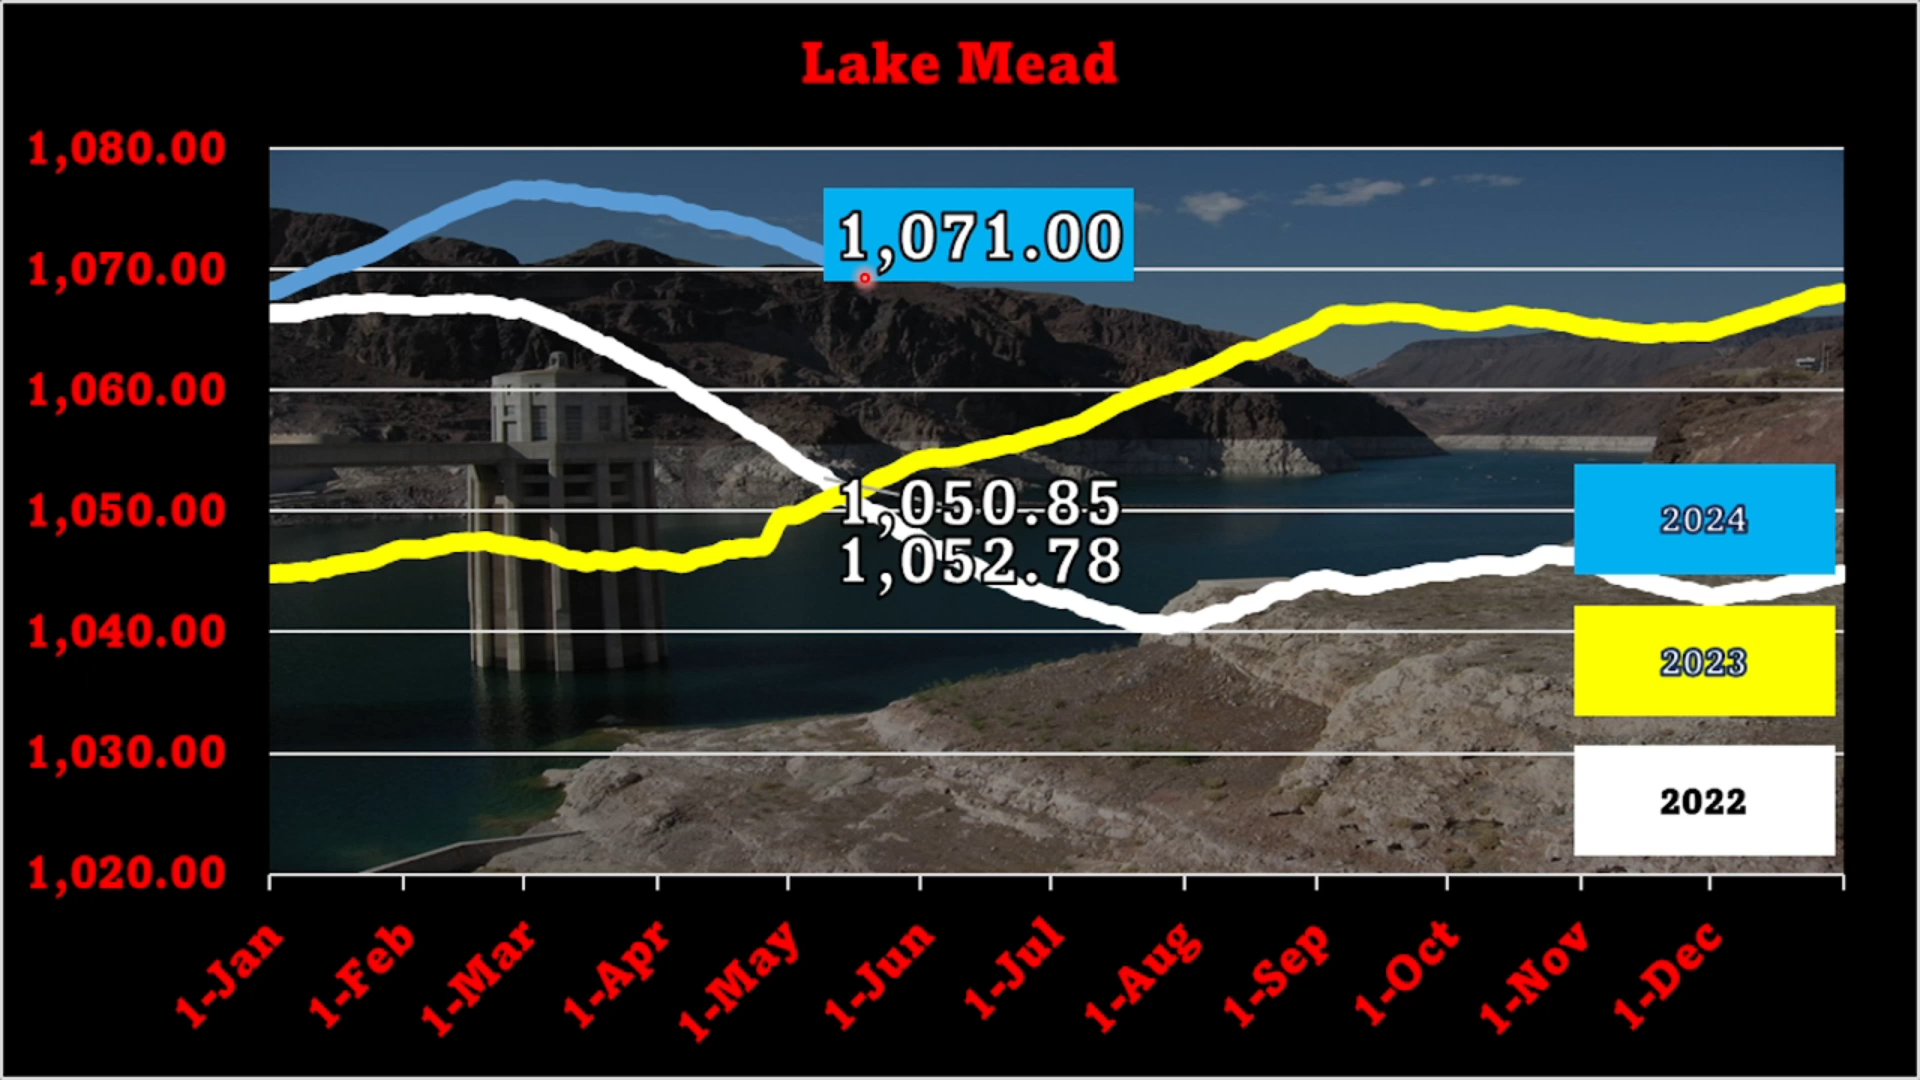 Lake Mead
1,080.00
1,070.00
1,060.00
1,050.00
1,040.00
1,030.00
1,020.00
1,071.00
1,050.85
1,052.78
2024
2023
2022
1-Jan
1-Feb
1-Mar
1-Apr
1-May
1-Jun
1-Jul
1-Aug
1-Sep
1-Oct
1-Nov
1-Dec